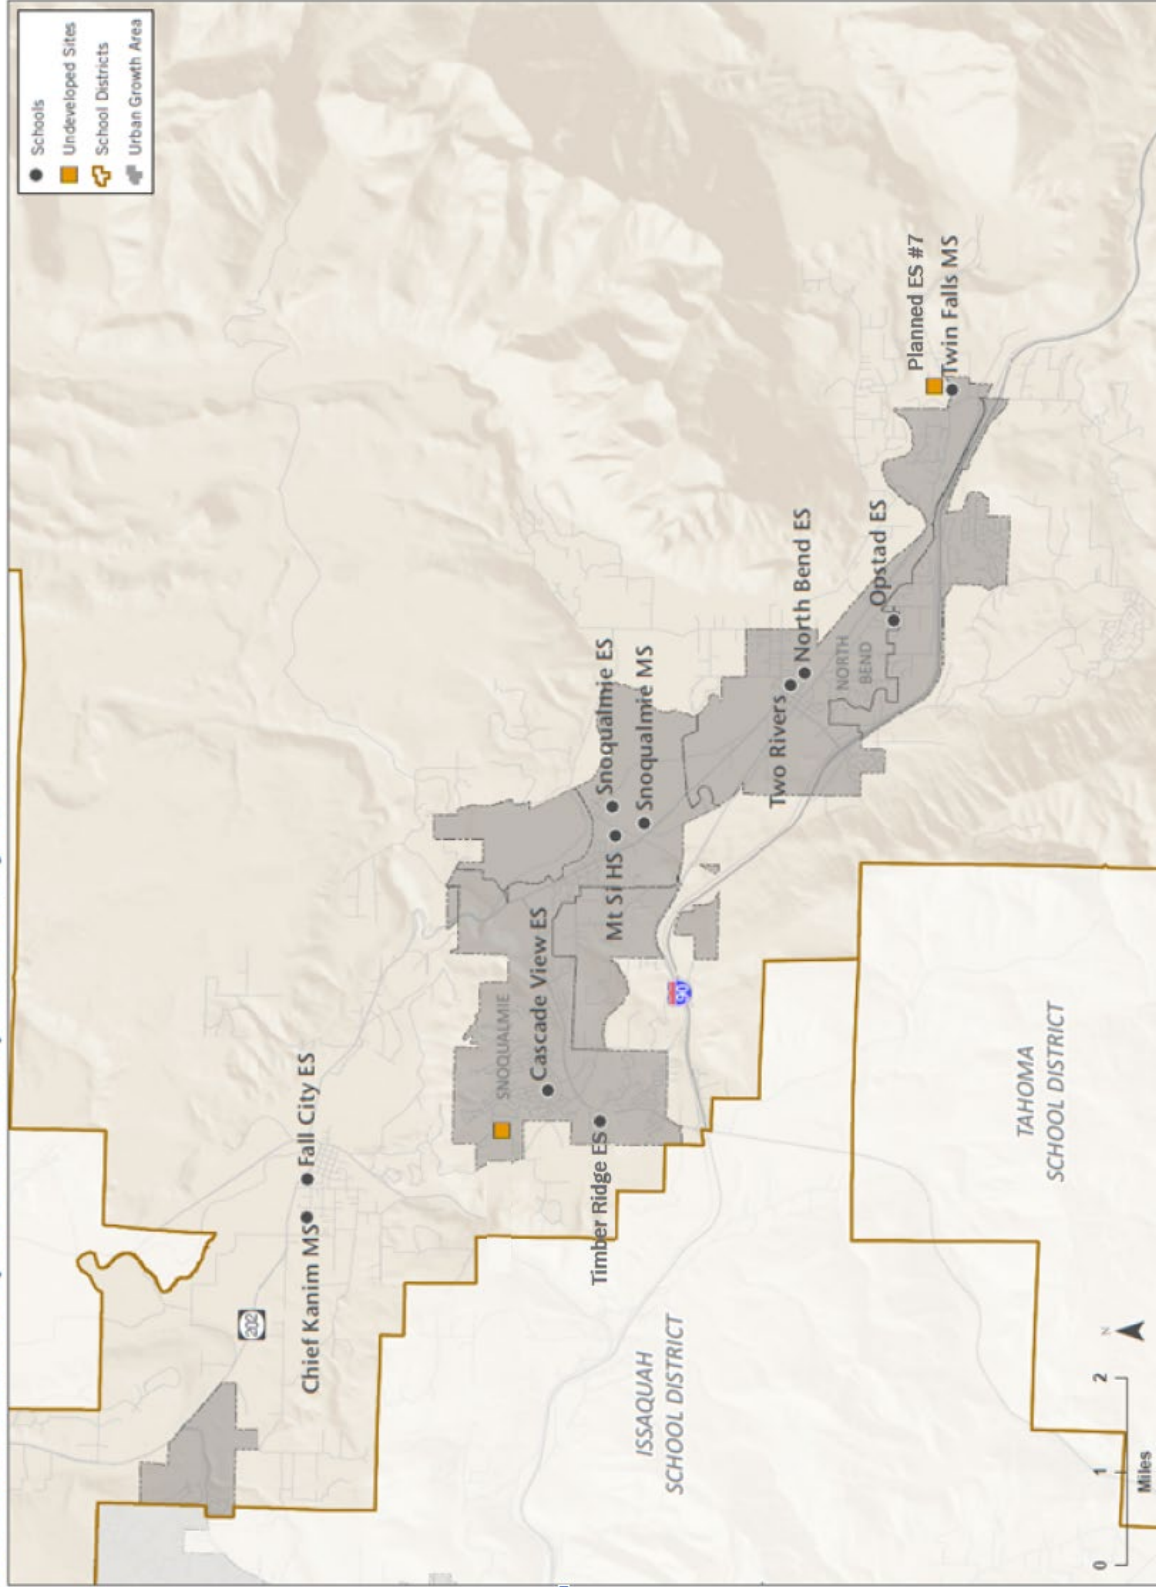 Schools
Undeveloped Sites
School Districts
Urban Growth Area
202
Chief Kanim MS
Fall City ES
SNOQUALMIE
Cascade View ES
Timber Ridge ES
Mt Si HS
Snoqualmie ES
Snoqualmie MS
90
Two Rivers
North Bend ES
NORTH
BEND
Opstad ES
Planned ES #7
Twin Falls MS
ISSAQUAH
SCHOOL DISTRICT
TAHOMA
SCHOOL DISTRICT
N
0 1 2
Miles